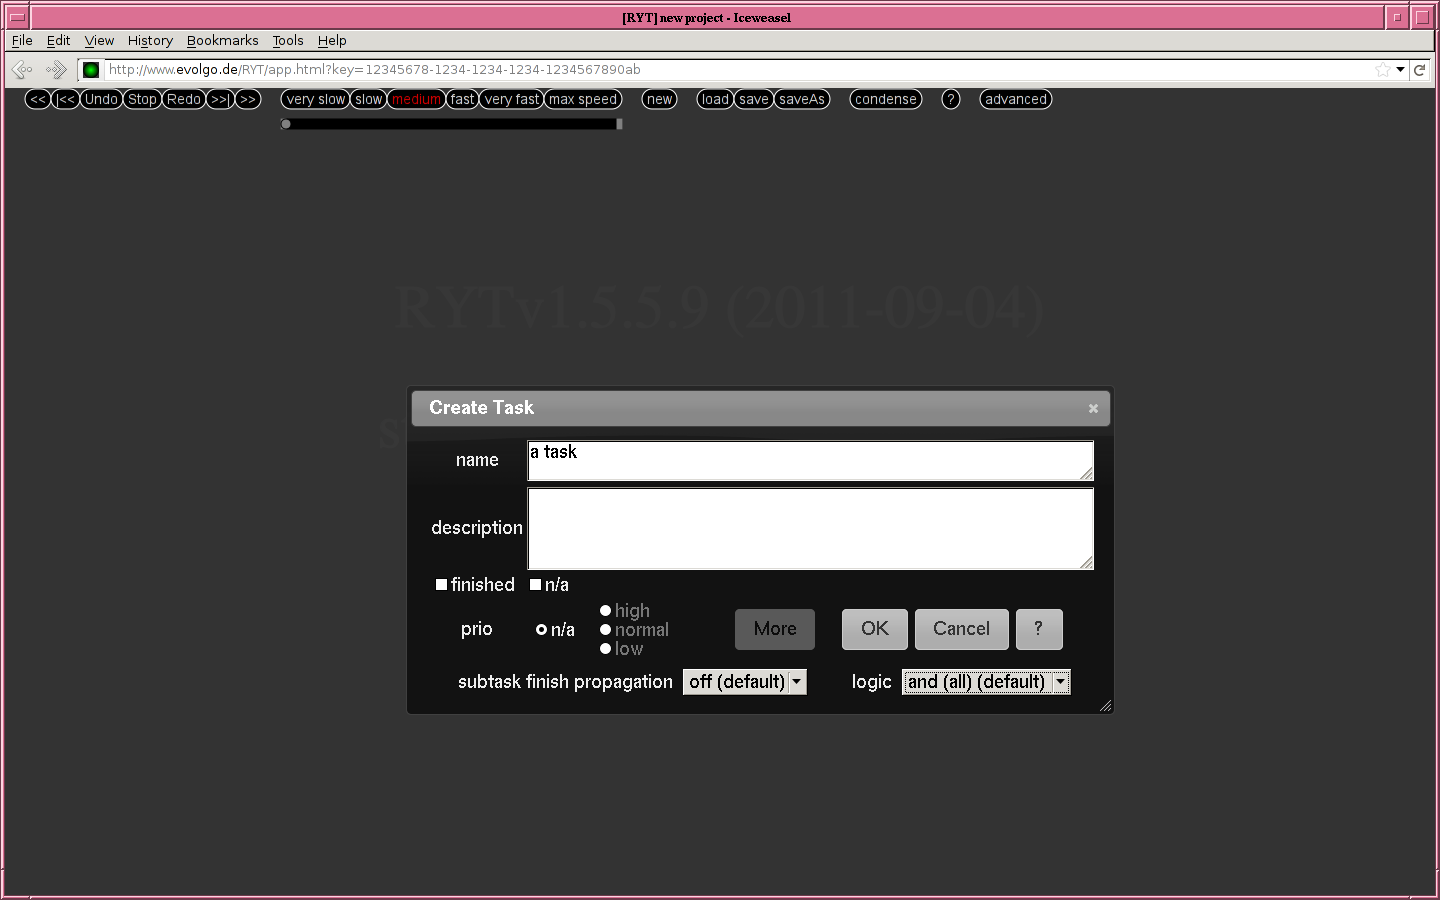 [RYT] new project - Iceweasel
File Edit View History Bookmarks Tools Help
http://www.evolgo.de/RYT/app.html?key=12345678-1234-1234-1234-1234567890ab
<< |<< Undo Stop Redo >>| >> very slow slow medium fast very fast max speed new load save saveAs condense ? advanced
RYTv1.5.5.9 (2011-09-04)
Create Task
name a task
description
finished n/a
high
prio n/a normal More OK Cancel ?
low
subtask finish propagation off (default) logic and (all) (default)